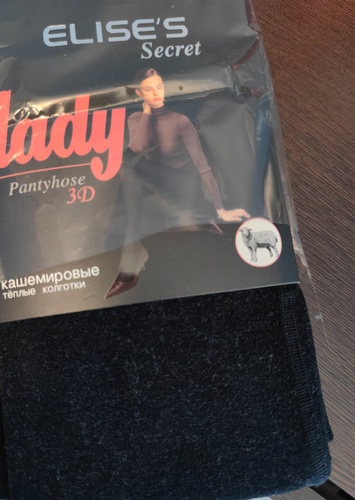 ELISE'S
Secret
lady
Pantyhose
3D
кашемировые
тёплые колготки